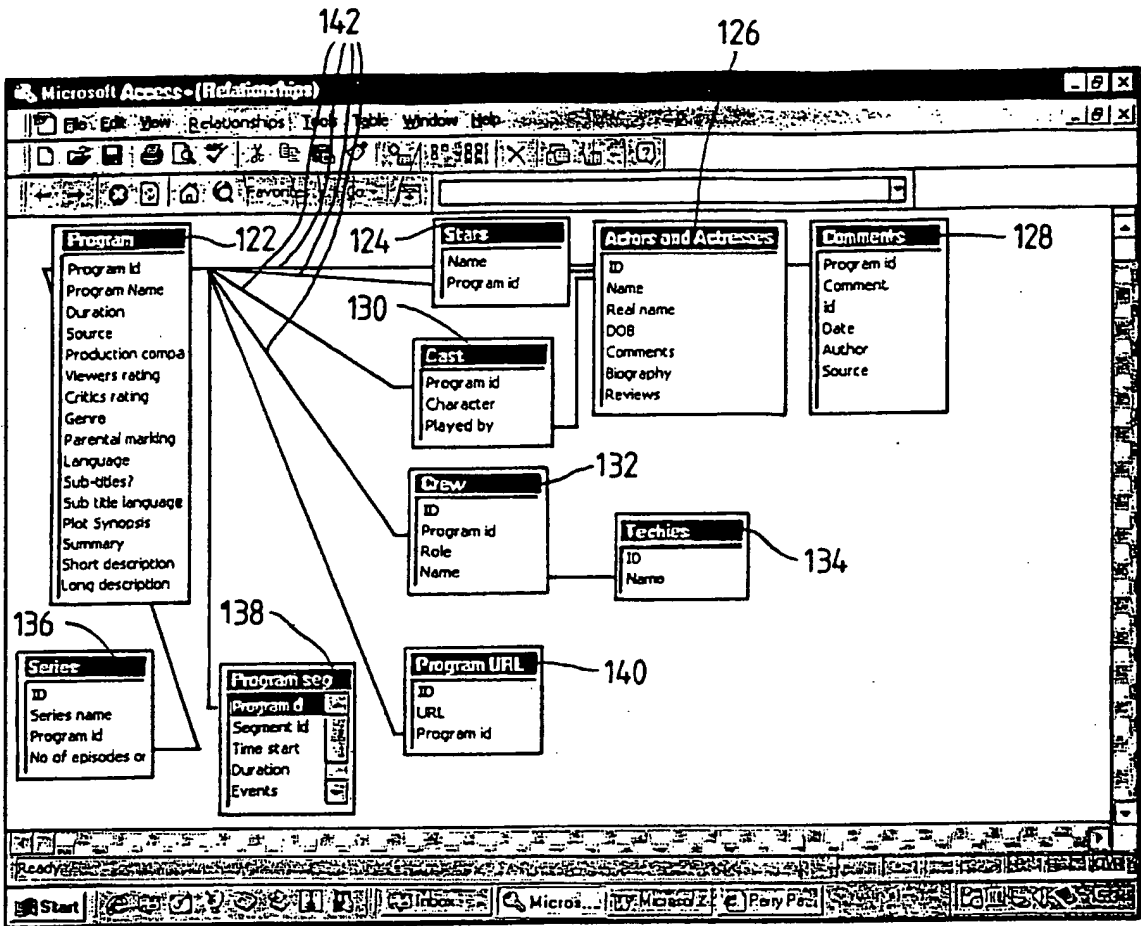 142
126
Microsoft Access - (Relationships)
File Edit View Relationships Tools Table Window Help
Favorites
Program
122
Program Id
Program Name
Duration
Source
Production compa
Viewers rating
Critics rating
Genre
Parental marking
Language
Sub-titles?
Sub title language
Plot Synopsis
Summary
Short description
Long description
124
Stars
Name
Program id
Actors and Actresses
ID
Name
Real name
DOB
Comments
Biography
Reviews
Comments
128
Program id
Comment
id
Date
Author
Source
130
Cast
Program id
Character
Played by
132
Crew
ID
Program id
Role
Name
Techies
134
ID
Name
136
Series
ID
Series name
Program id
No of episodes or
138
Program seg
Program d
Segment id
Time start
Duration
Events
Program URL
140
ID
URL
Program id
Ready
Start
Inbox
Micros...